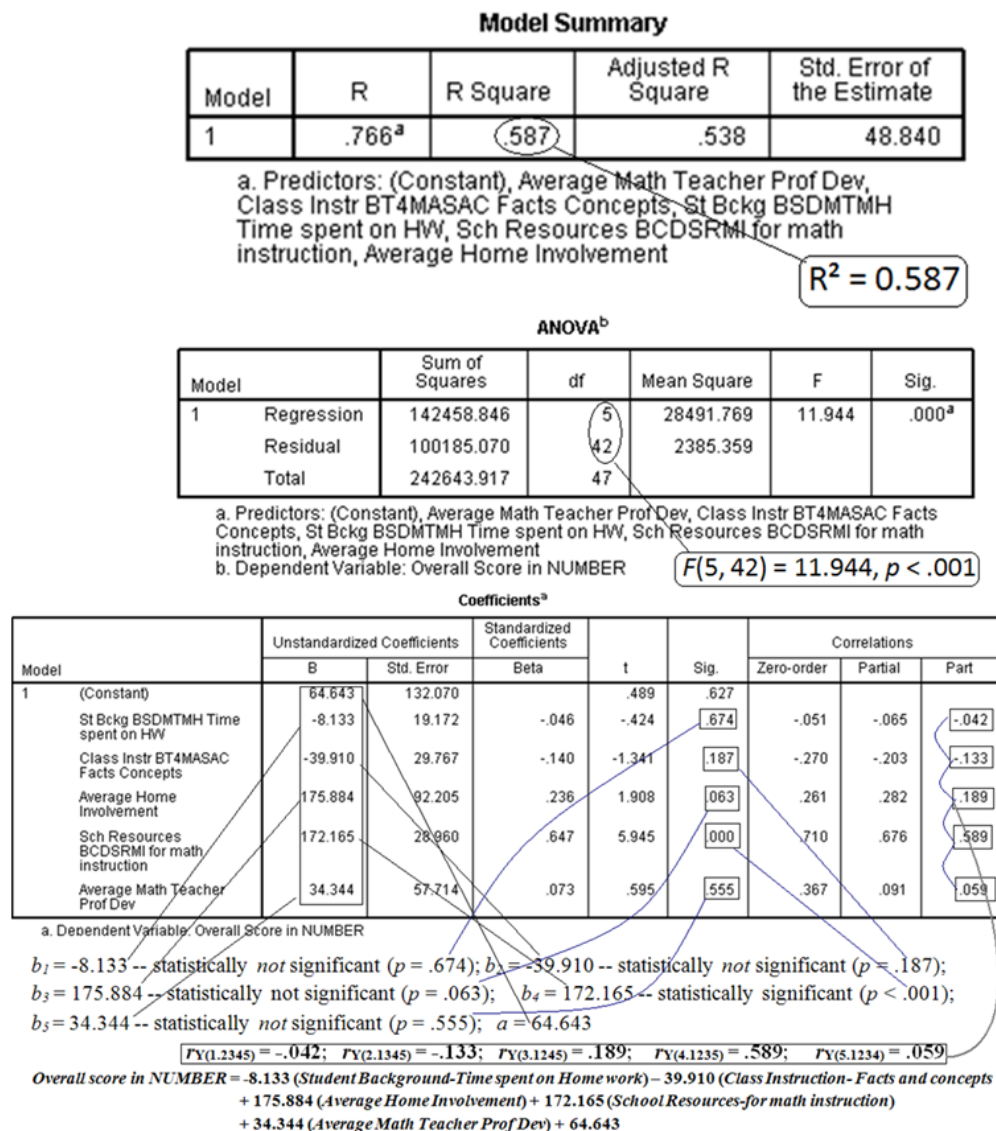 Model Summary
Model R R Square Adjusted R Square Std. Error of the Estimate
1 .766a .587 .538 48.840
a. Predictors: (Constant), Average Math Teacher Prof Dev,
Class Instr BT4MASAC Facts Concepts, St Bckg BSDMTMH
Time spent on HW, Sch Resources BCDSRMI for math
instruction, Average Home Involvement
R² = 0.587
ANOVAb
Model Sum of Squares df Mean Square F Sig.
1 Regression 142458.846 5 28491.769 11.944 .000a
Residual 100185.070 42 2385.359
Total 242643.917 47
a. Predictors: (Constant), Average Math Teacher Prof Dev, Class Instr BT4MASAC Facts
Concepts, St Bckg BSDMTMH Time spent on HW, Sch Resources BCDSRMI for math
instruction, Average Home Involvement
b. Dependent Variable: Overall Score in NUMBER
F(5, 42) = 11.944, p < .001
Coefficientsa
Model Unstandardized Coefficients Standardized Coefficients t Sig. Correlations
B Std. Error Beta Zero-order Partial Part
1 (Constant) 64.643 132.070 .489 .627
St Bckg BSDMTMH Time spent on HW -8.133 19.172 -.046 -.424 .674 -.051 -.065 -.042
Class Instr BT4MASAC Facts Concepts -39.910 29.767 -.140 -1.341 .187 -.270 -.203 -.133
Average Home Involvement 175.884 92.205 .236 1.908 .063 .261 .282 .189
Sch Resources BCDSRMI for math instruction 172.165 28.960 .647 5.945 .000 .710 .676 .589
Average Math Teacher Prof Dev 34.344 57.714 .073 .595 .555 .367 .091 .059
a. Dependent Variable: Overall Score in NUMBER
b1 = -8.133 -- statistically not significant (p = .674); b2 = -39.910 -- statistically not significant (p = .187);
b3 = 175.884 -- statistically not significant (p = .063); b4 = 172.165 -- statistically significant (p < .001);
b5 = 34.344 -- statistically not significant (p = .555); a = 64.643
rY(1.2345) = -.042; rY(2.1345) = -.133; rY(3.1245) = .189; rY(4.1235) = .589; rY(5.1234) = .059
Overall score in NUMBER = -8.133 (Student Background-Time spent on Home work) – 39.910 (Class Instruction- Facts and concepts
+ 175.884 (Average Home Involvement) + 172.165 (School Resources-for math instruction)
+ 34.344 (Average Math Teacher Prof Dev) + 64.643